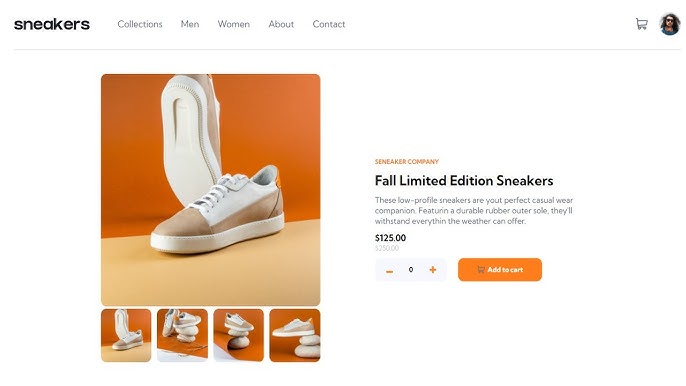 sneakers
Collections Men Women About Contact
SENEAKER COMPANY
Fall Limited Edition Sneakers
These low-profile sneakers are yout perfect casual wear
companion. Featurin a durable rubber outer sole, they'll
withstand everythin the weather can offer.
$125.00
$250.00
– 0 +
Add to cart